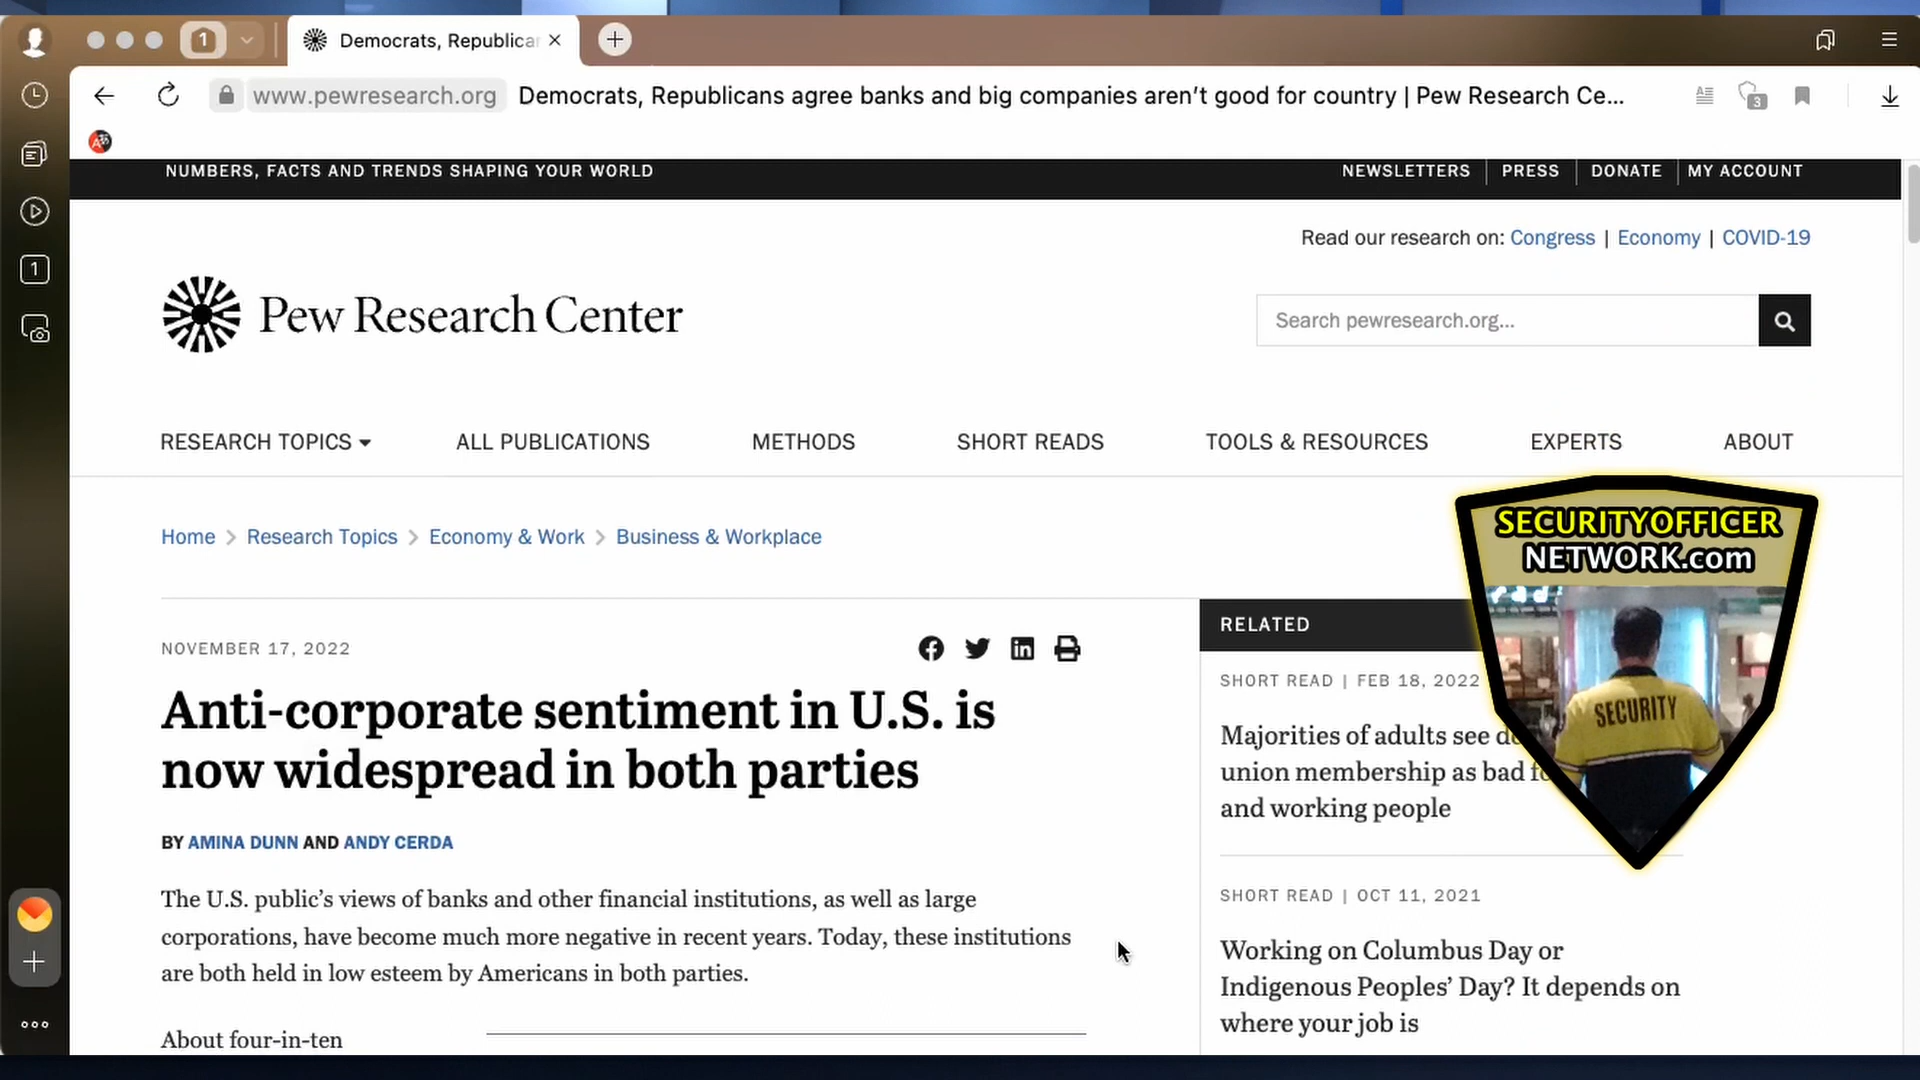 1
Democrats, Republica
www.pewresearch.org Democrats, Republicans agree banks and big companies aren’t good for country | Pew Research Ce...
3
NUMBERS, FACTS AND TRENDS SHAPING YOUR WORLD
NEWSLETTERS | PRESS | DONATE | MY ACCOUNT
1
Read our research on: Congress | Economy | COVID-19
Pew Research Center
Search pewresearch.org...
RESEARCH TOPICS ALL PUBLICATIONS METHODS SHORT READS TOOLS & RESOURCES EXPERTS ABOUT
Home > Research Topics > Economy & Work > Business & Workplace
NOVEMBER 17, 2022
Anti-corporate sentiment in U.S. is
now widespread in both parties
BY AMINA DUNN AND ANDY CERDA
The U.S. public’s views of banks and other financial institutions, as well as large
corporations, have become much more negative in recent years. Today, these institutions
are both held in low esteem by Americans in both parties.
About four-in-ten
RELATED
SHORT READ | FEB 18, 2022
Majorities of adults see
union membership as bad
and working people
SHORT READ | OCT 11, 2021
Working on Columbus Day or
Indigenous Peoples’ Day? It depends on
where your job is
SECURITYOFFICER
NETWORK.com
SECURITY